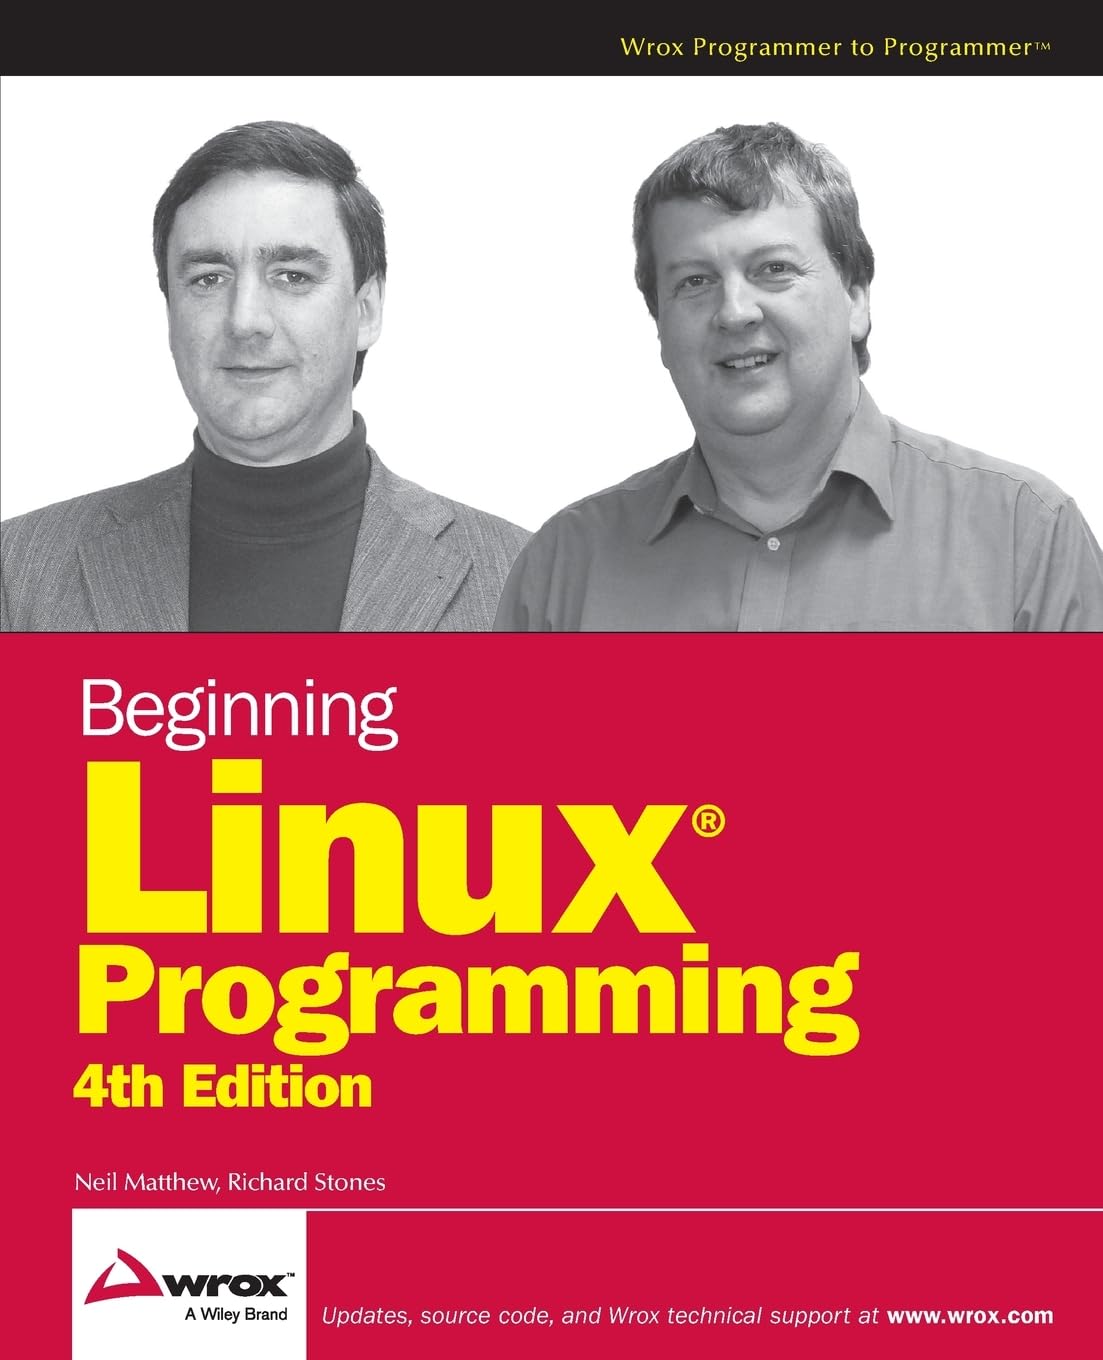 Wrox Programmer to Programmer™
Beginning
Linux®
Programming
4th Edition
Neil Matthew, Richard Stones
wrox™
A Wiley Brand
Updates, source code, and Wrox technical support at www.wrox.com